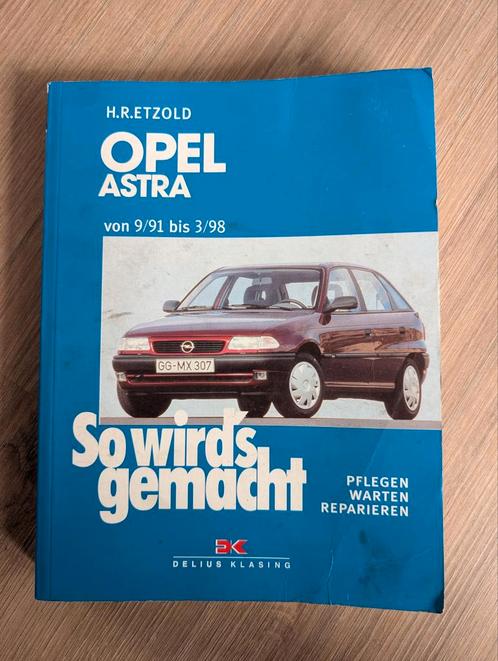 H.R.ETZOLD
OPEL
ASTRA
von 9/91 bis 3/98
GG-MX 307
So wird's
gemacht
PFLEGEN
WARTEN
REPARIEREN
DELIUS KLASING